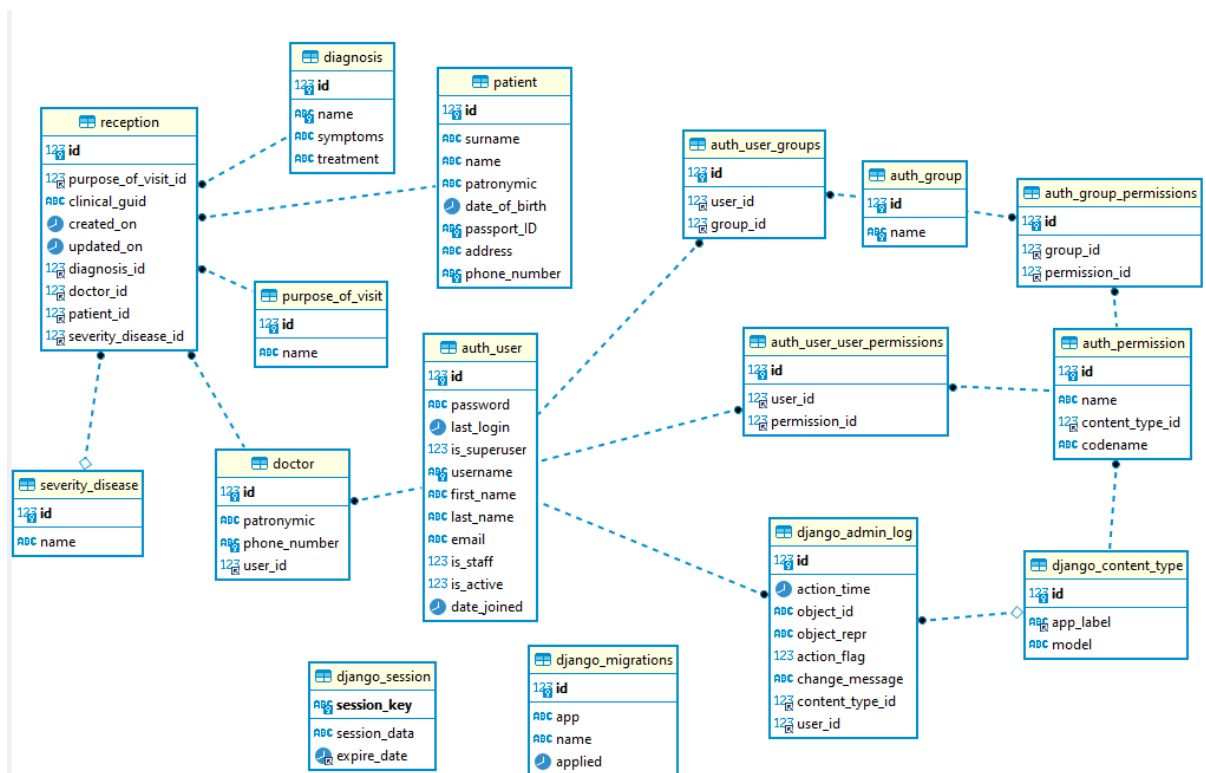 diagnosis
id
name
symptoms
treatment
patient
id
surname
name
patronymic
date_of_birth
passport_ID
address
phone_number
reception
id
purpose_of_visit_id
clinical_guid
created_on
updated_on
diagnosis_id
doctor_id
patient_id
severity_disease_id
auth_user_groups
id
user_id
group_id
auth_group
id
name
auth_group_permissions
id
group_id
permission_id
purpose_of_visit
id
name
auth_user
id
password
last_login
is_superuser
username
first_name
last_name
email
is_staff
is_active
date_joined
auth_user_user_permissions
id
user_id
permission_id
auth_permission
id
name
content_type_id
codename
severity_disease
id
name
doctor
id
patronymic
phone_number
user_id
django_admin_log
id
action_time
object_id
object_repr
action_flag
change_message
content_type_id
user_id
django_content_type
id
app_label
model
django_session
session_key
session_data
expire_date
django_migrations
id
app
name
applied